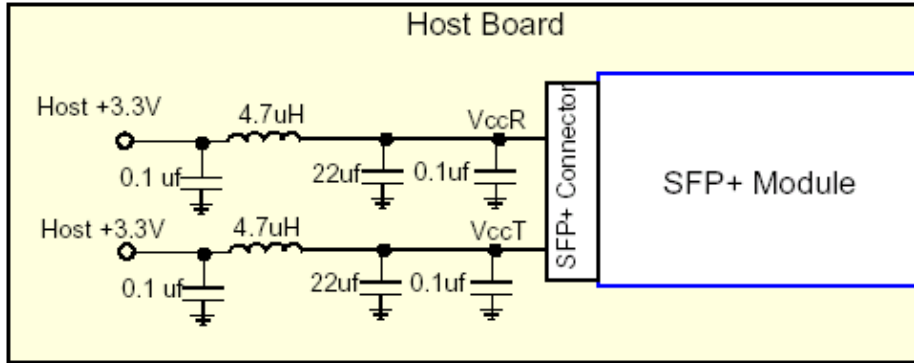 Host Board
Host +3.3V
4.7uH
VccR
0.1 uf
22uf
0.1uf
SFP+ Connector
SFP+ Module
Host +3.3V
4.7uH
VccT
0.1 uf
22uf
0.1uf